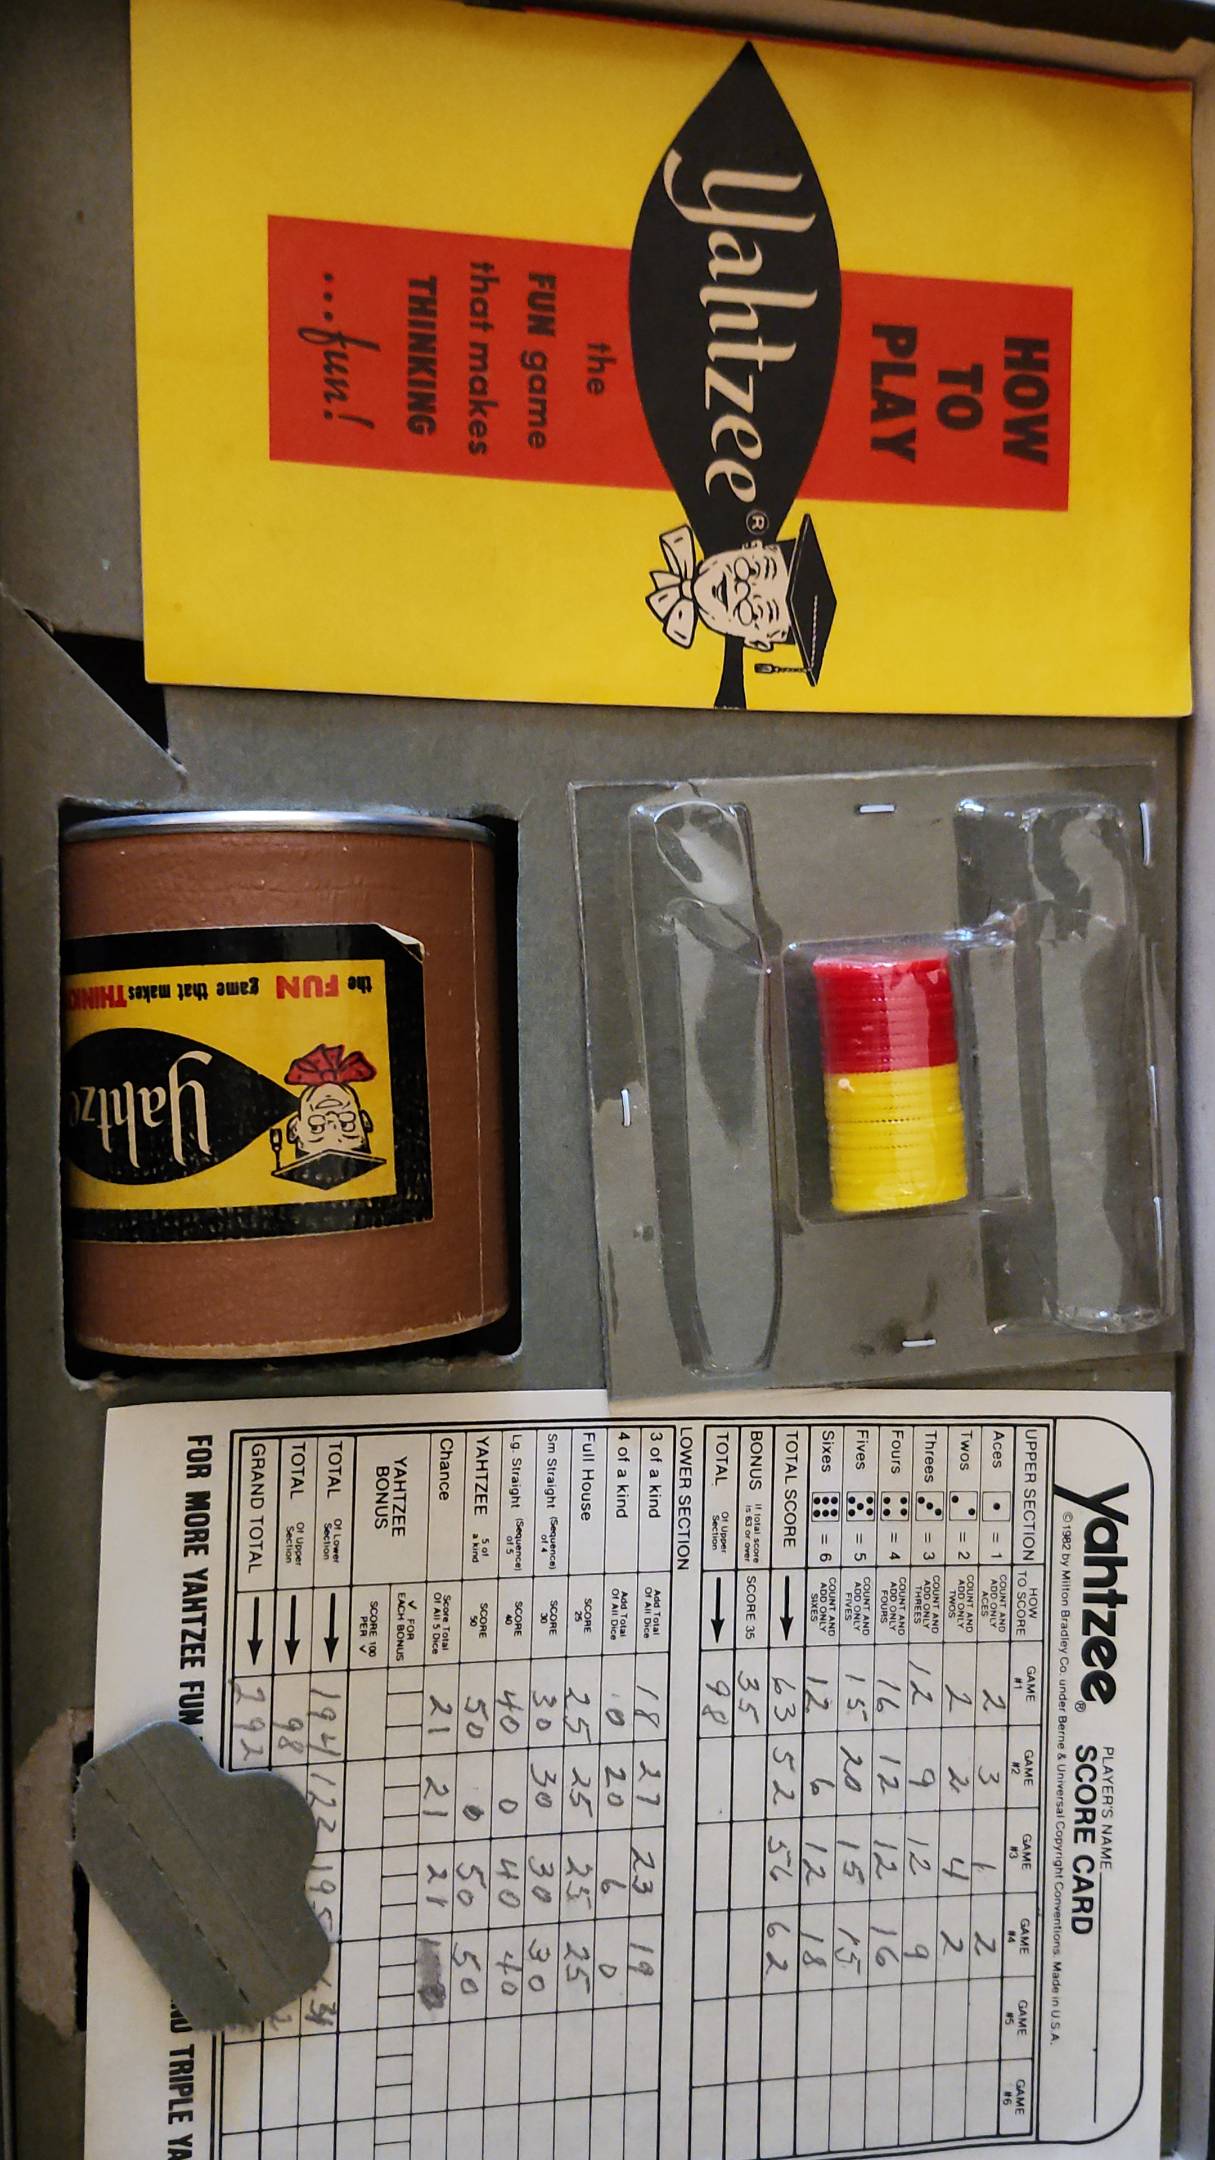 HOW
TO
PLAY
Yahtzee®
the
FUN game
that makes
THINKING
...fun!
the FUN game that makes
Yahtzee® SCORE CARD
PLAYER'S NAME
© 1982 by Milton Bradley Co. under Berne & Universal Copyright Conventions. Made in U.S.A.
UPPER SECTION HOW TO SCORE GAME #1 GAME #2 GAME #3 GAME #4 GAME #5 GAME #6
Aces = 1 COUNT AND ADD ONLY ACES 2 3 1 2
Twos = 2 COUNT AND ADD ONLY TWOS 2 2 4 2
Threes = 3 COUNT AND ADD ONLY THREES 12 9 12 9
Fours = 4 COUNT AND ADD ONLY FOURS 16 12 12 16
Fives = 5 COUNT AND ADD ONLY FIVES 15 20 15 15
Sixes = 6 COUNT AND ADD ONLY SIXES 12 6 12 18
TOTAL SCORE 63 52 56 62
BONUS If total score is 63 or over SCORE 35 35
TOTAL Of Upper Section 98
LOWER SECTION
3 of a kind Add Total Of All Dice 18 27 23 19
4 of a kind Add Total Of All Dice 10 20 6 0
Full House SCORE 25 25 25 25 25
Sm Straight (Sequence of 4) SCORE 30 30 30 30 30
Lg. Straight (Sequence of 5) SCORE 40 40 0 40 40
YAHTZEE 5 of a kind SCORE 50 50 0 50 50
Chance Score Total Of All 5 Dice 21 21 21
YAHTZEE BONUS √ FOR EACH BONUS
SCORE 100 PER √
TOTAL Of Lower Section 194 195
TOTAL Of Upper Section 98
GRAND TOTAL 292
FOR MORE YAHTZEE FUN TRIPLE